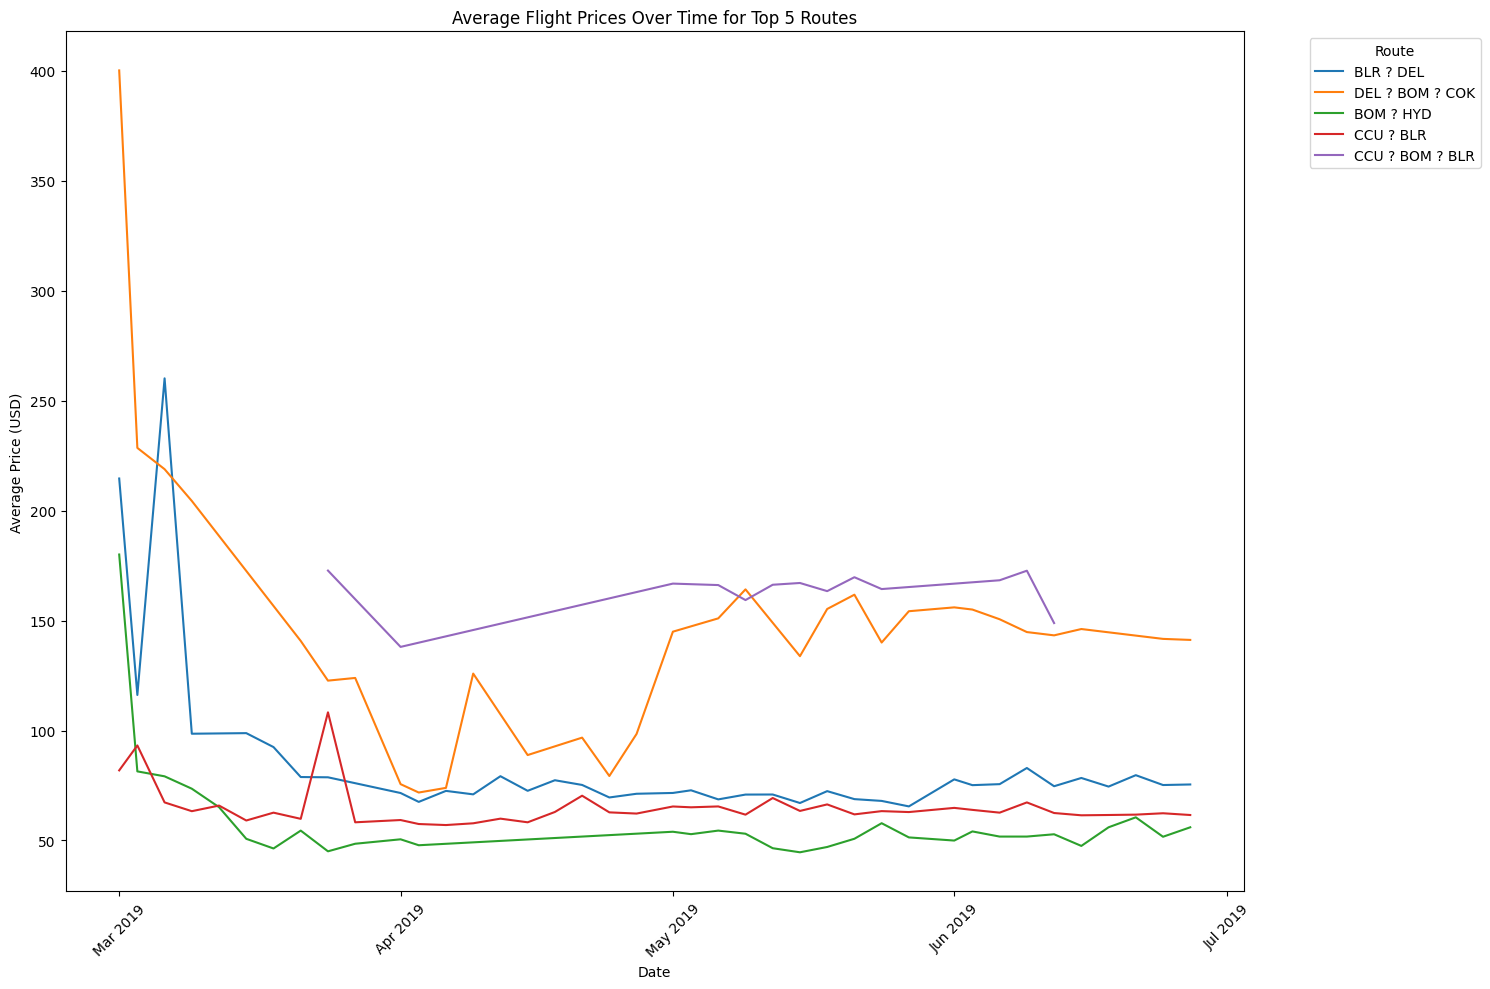 Average Flight Prices Over Time for Top 5 Routes
Route
BLR ? DEL
DEL ? BOM ? COK
BOM ? HYD
CCU ? BLR
CCU ? BOM ? BLR
Average Price (USD)
400
350
300
250
200
150
100
50
Mar 2019
Apr 2019
May 2019
Jun 2019
Jul 2019
Date